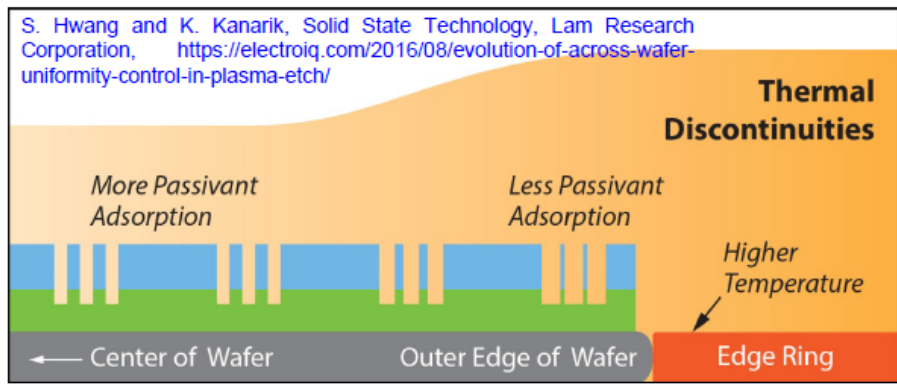 S. Hwang and K. Kanarik, Solid State Technology, Lam Research
Corporation, https://electroiq.com/2016/08/evolution-of-across-wafer-
uniformity-control-in-plasma-etch/
Thermal
Discontinuities
More Passivant
Adsorption
Less Passivant
Adsorption
Higher
Temperature
Center of Wafer
Outer Edge of Wafer
Edge Ring